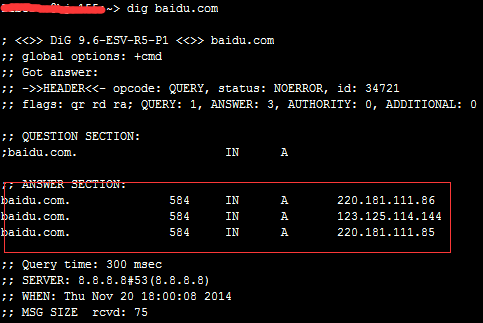 ~> dig baidu.com
; <<>> DiG 9.6-ESV-R5-P1 <<>> baidu.com
;; global options: +cmd
;; Got answer:
;; ->>HEADER<<- opcode: QUERY, status: NOERROR, id: 34721
;; flags: qr rd ra; QUERY: 1, ANSWER: 3, AUTHORITY: 0, ADDITIONAL: 0
;; QUESTION SECTION:
;baidu.com. IN A
;; ANSWER SECTION:
baidu.com. 584 IN A 220.181.111.86
baidu.com. 584 IN A 123.125.114.144
baidu.com. 584 IN A 220.181.111.85
;; Query time: 300 msec
;; SERVER: 8.8.8.8#53(8.8.8.8)
;; WHEN: Thu Nov 20 18:00:08 2014
;; MSG SIZE rcvd: 75